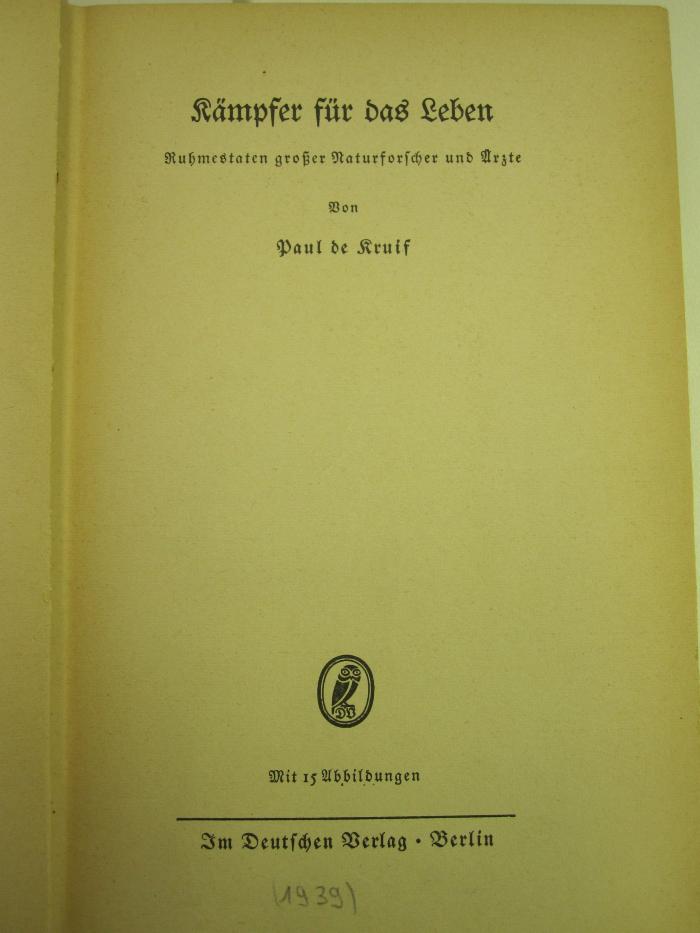 Kämpfer für das Leben
Ruhmestaten großer Naturforscher und Ärzte
Von
Paul de Kruif
DV
Mit 15 Abbildungen
Im Deutschen Verlag • Berlin
(1939)